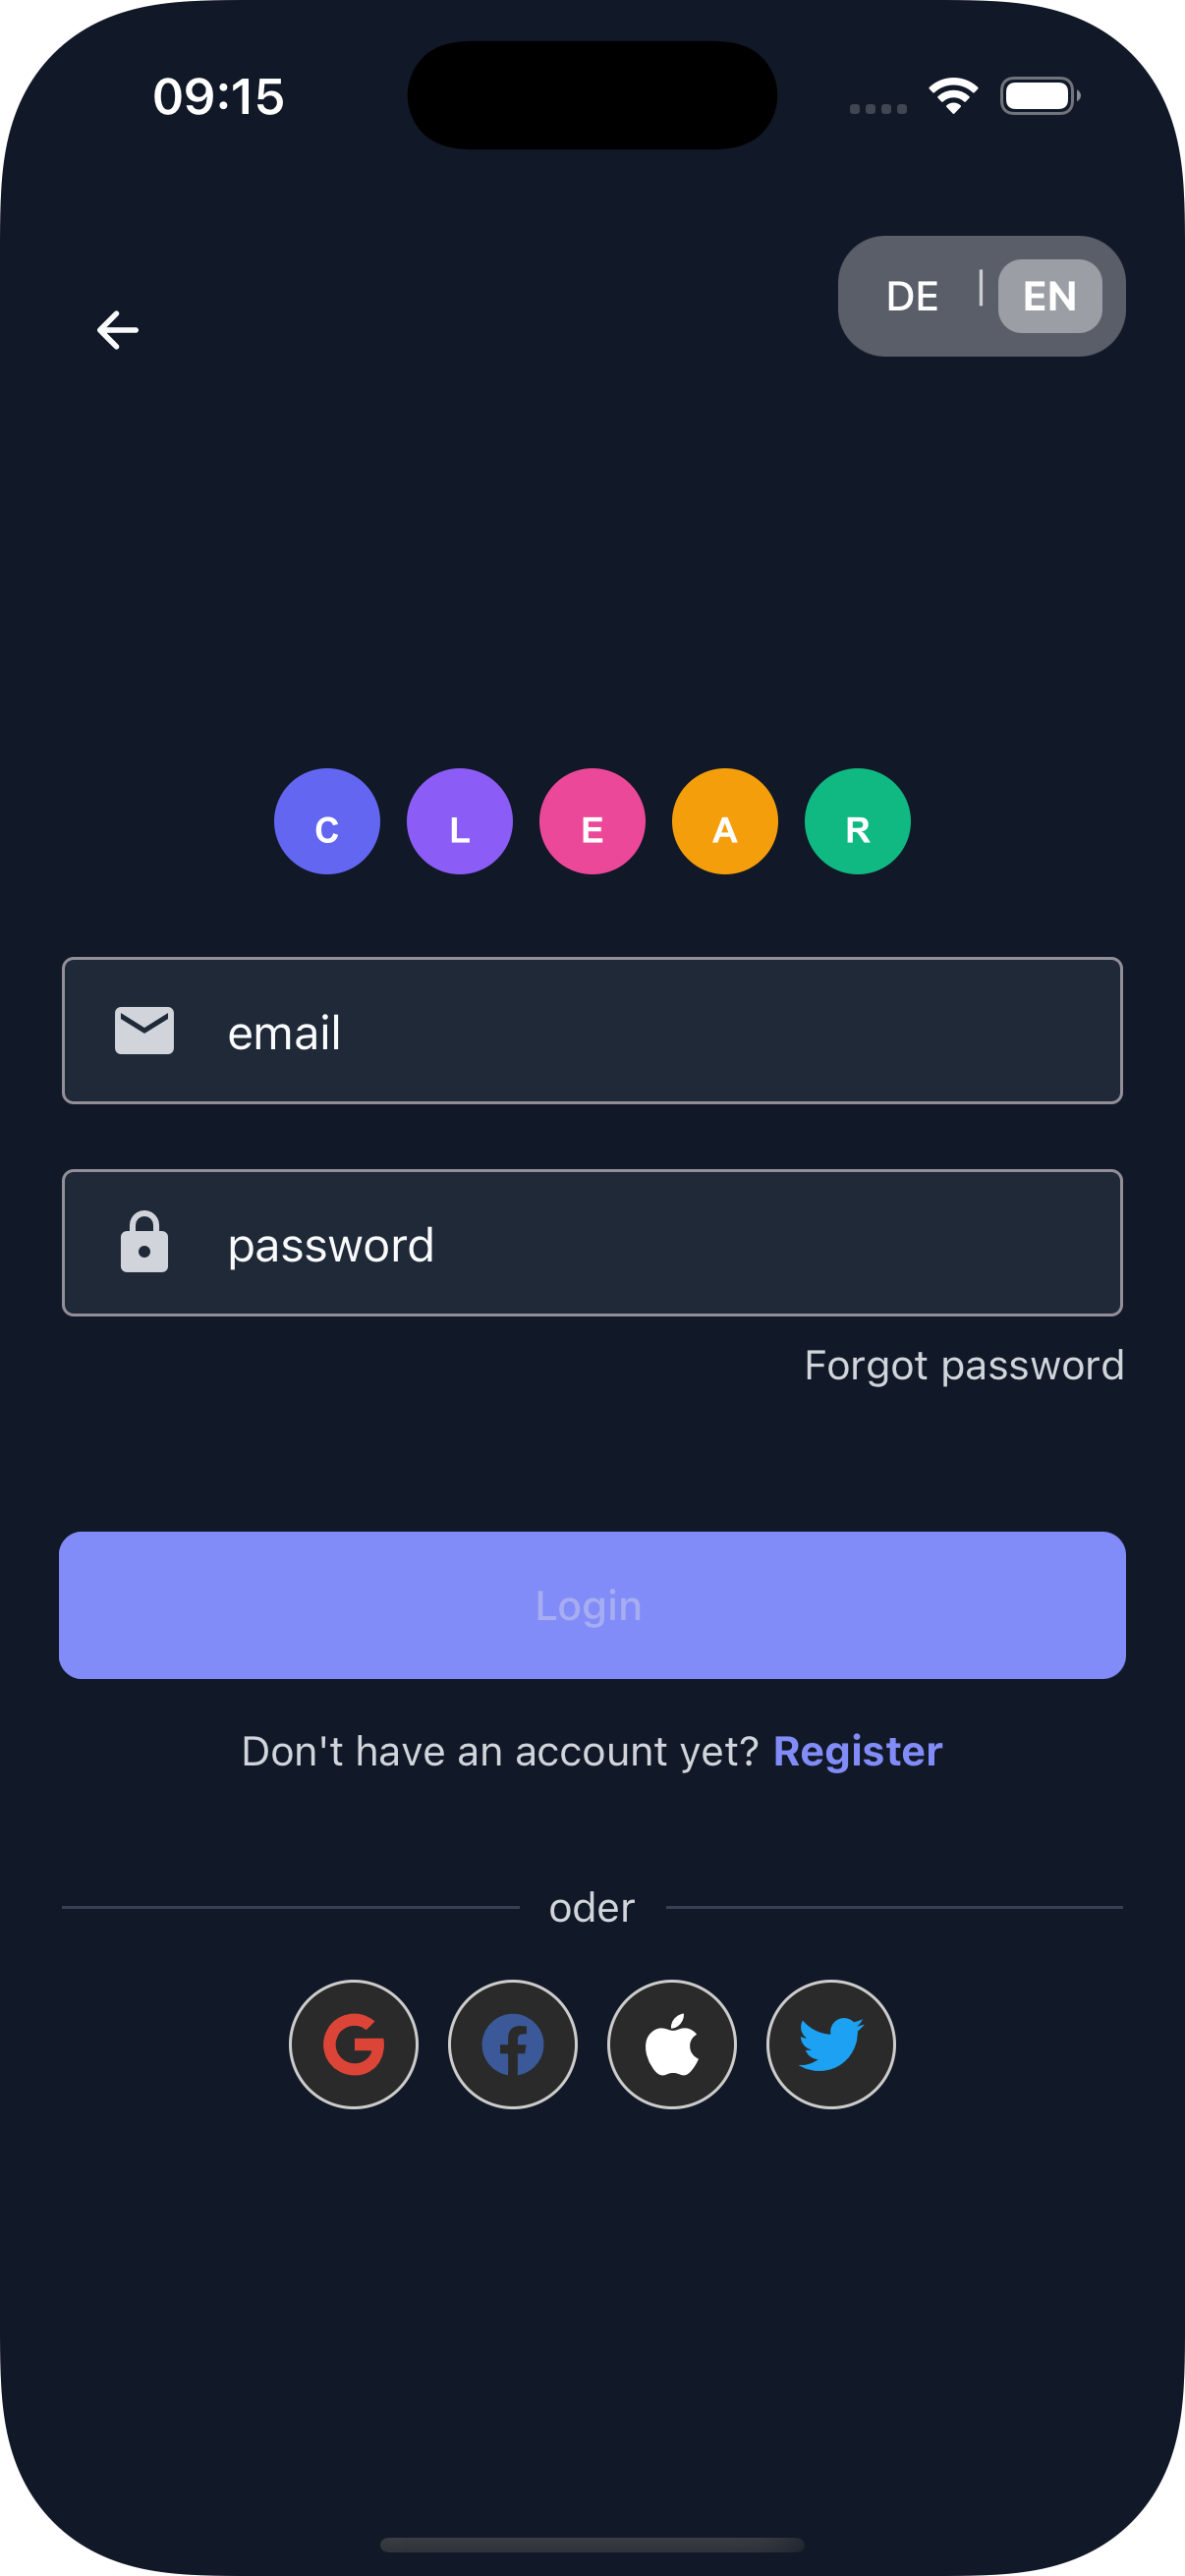 09:15
DE | EN
C L E A R
email
password
Forgot password
Login
Don't have an account yet? Register
oder